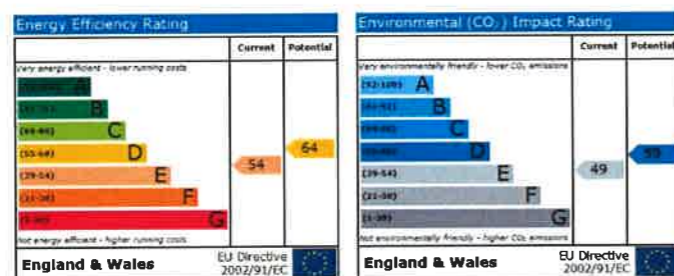 Energy Efficiency Rating
Current Potential
Very energy efficient - lower running costs
A
B
C
(55-68) D
(39-54) E
(21-38) F
G
54
64
Not energy efficient - higher running costs
England & Wales
EU Directive
2002/91/EC
Environmental (CO₂) Impact Rating
Current Potential
Very environmentally friendly - lower CO₂ emissions
(92-100) A
B
C
D
(39-54) E
(21-38) F
(1-20) G
49
Not environmentally friendly - higher CO₂ emissions
England & Wales
EU Directive
2002/91/EC